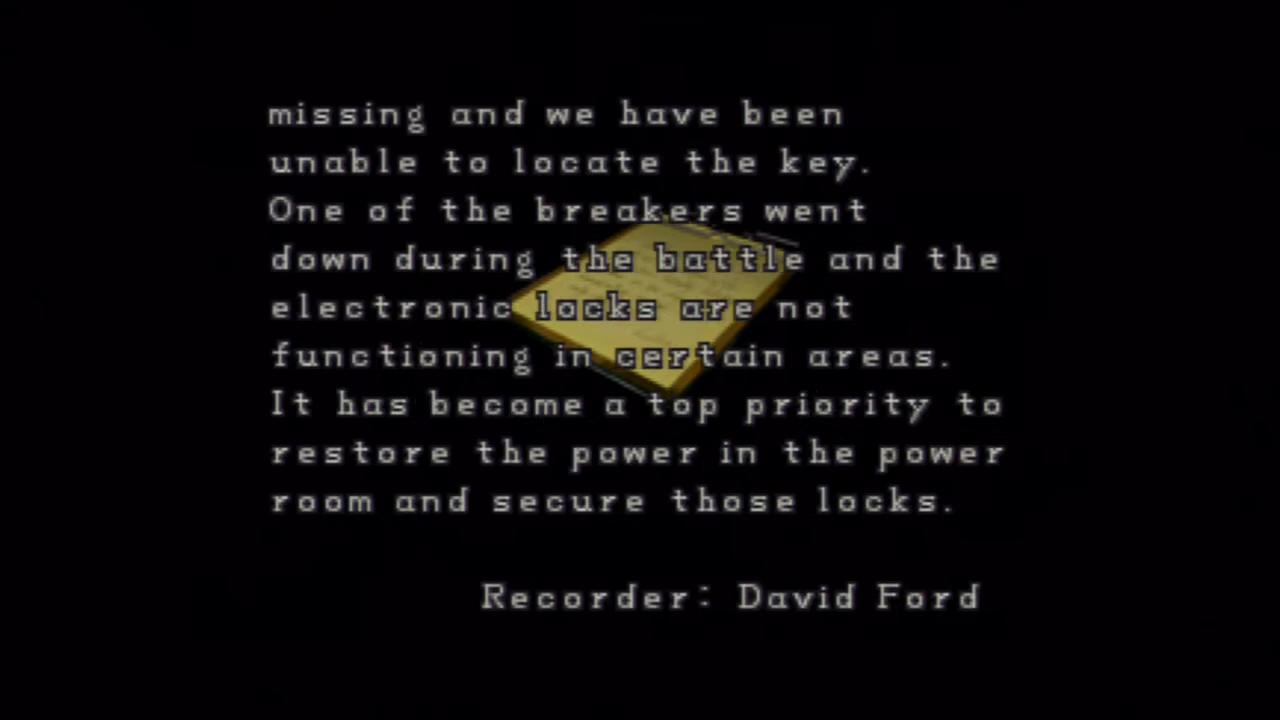 missing and we have been
unable to locate the key.
One of the breakers went
down during the battle and the
electronic locks are not
functioning in certain areas.
It has become a top priority to
restore the power in the power
room and secure those locks.
Recorder: David Ford